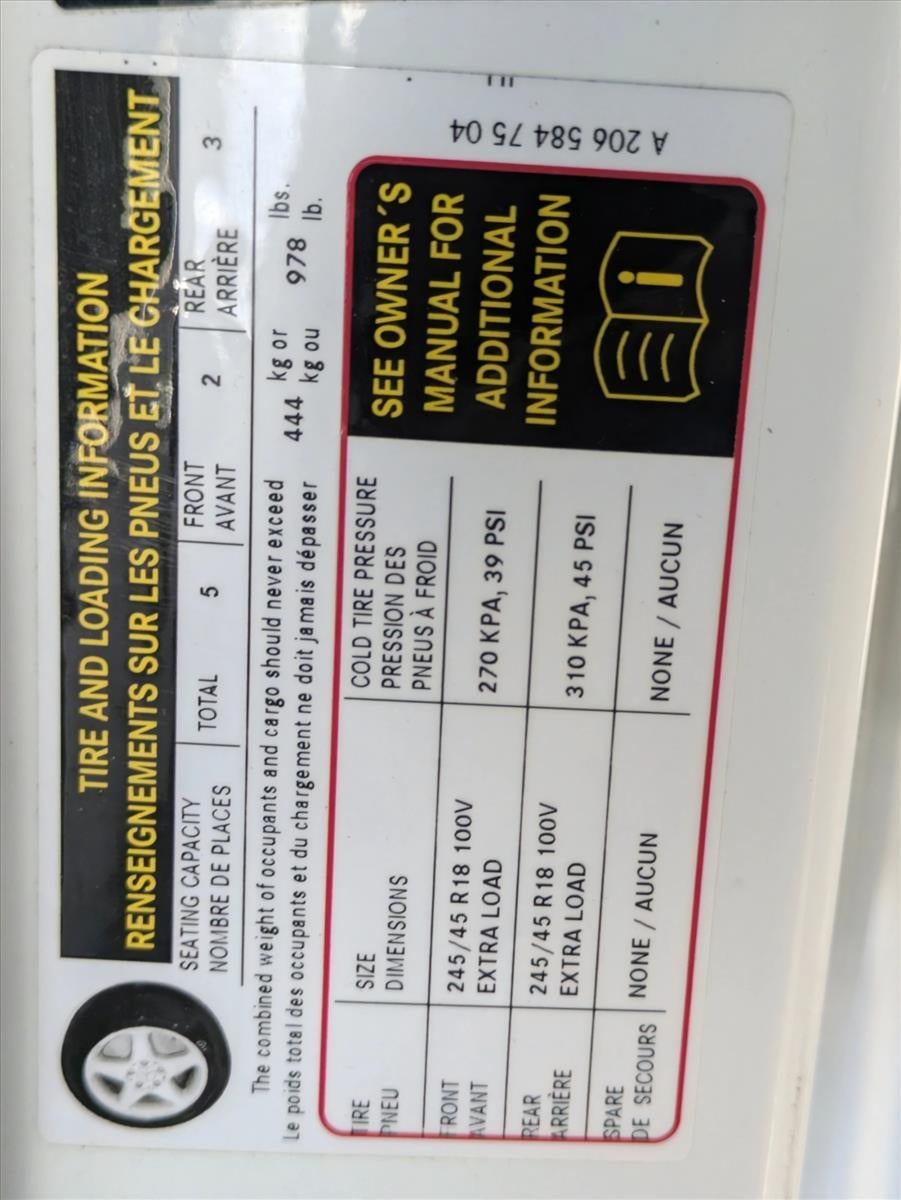 TIRE AND LOADING INFORMATION
RENSEIGNEMENTS SUR LES PNEUS ET LE CHARGEMENT
SEATING CAPACITY
NOMBRE DE PLACES
TOTAL 5
FRONT
AVANT
2
REAR
ARRIÈRE
3
The combined weight of occupants and cargo should never exceed 444 kg or 978 lbs.
Le poids total des occupants et du chargement ne doit jamais dépasser kg ou lb.
TIRE
PNEU
SIZE
DIMENSIONS
COLD TIRE PRESSURE
PRESSION DES
PNEUS À FROID
FRONT
AVANT
245/45 R18 100V
EXTRA LOAD
270 KPA, 39 PSI
REAR
ARRIÈRE
245/45 R18 100V
EXTRA LOAD
310 KPA, 45 PSI
SPARE
DE SECOURS
NONE / AUCUN
NONE / AUCUN
SEE OWNER´S
MANUAL FOR
ADDITIONAL
INFORMATION
A 206 584 75 04